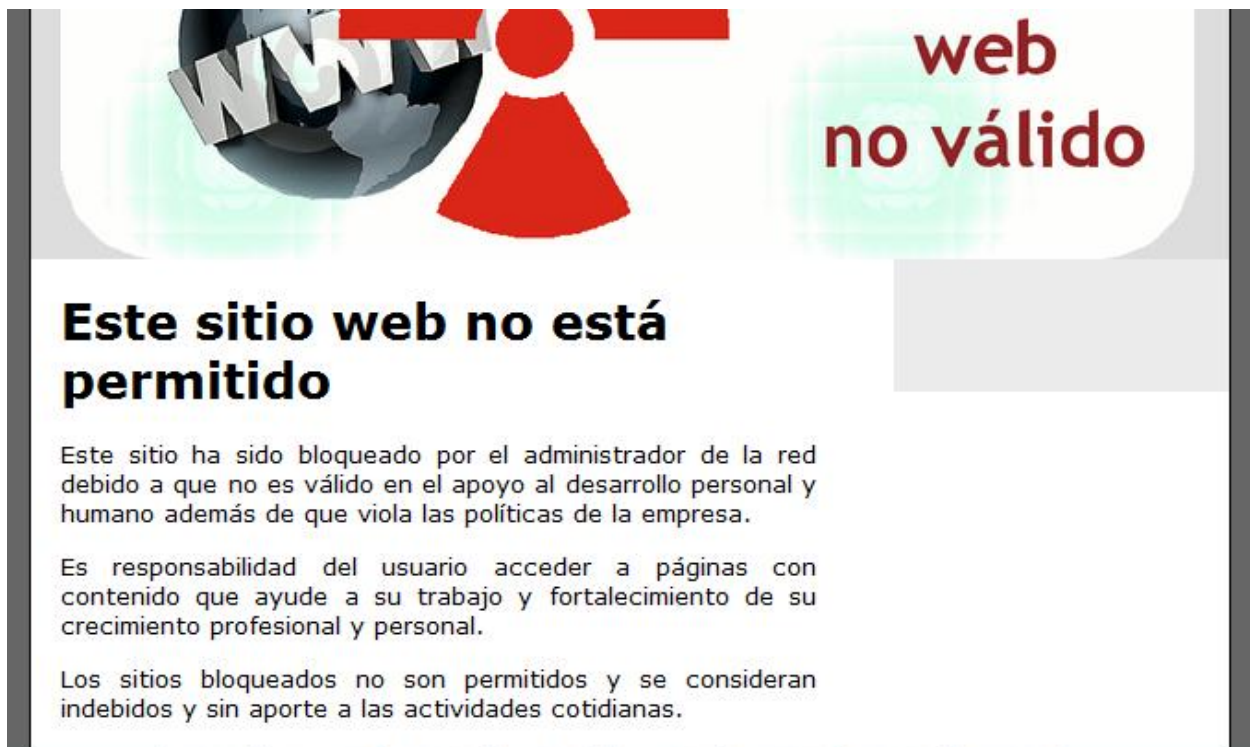 WWW
web
no válido
Este sitio web no está
permitido
Este sitio ha sido bloqueado por el administrador de la red
debido a que no es válido en el apoyo al desarrollo personal y
humano además de que viola las políticas de la empresa.
Es responsabilidad del usuario acceder a páginas con
contenido que ayude a su trabajo y fortalecimiento de su
crecimiento profesional y personal.
Los sitios bloqueados no son permitidos y se consideran
indebidos y sin aporte a las actividades cotidianas.